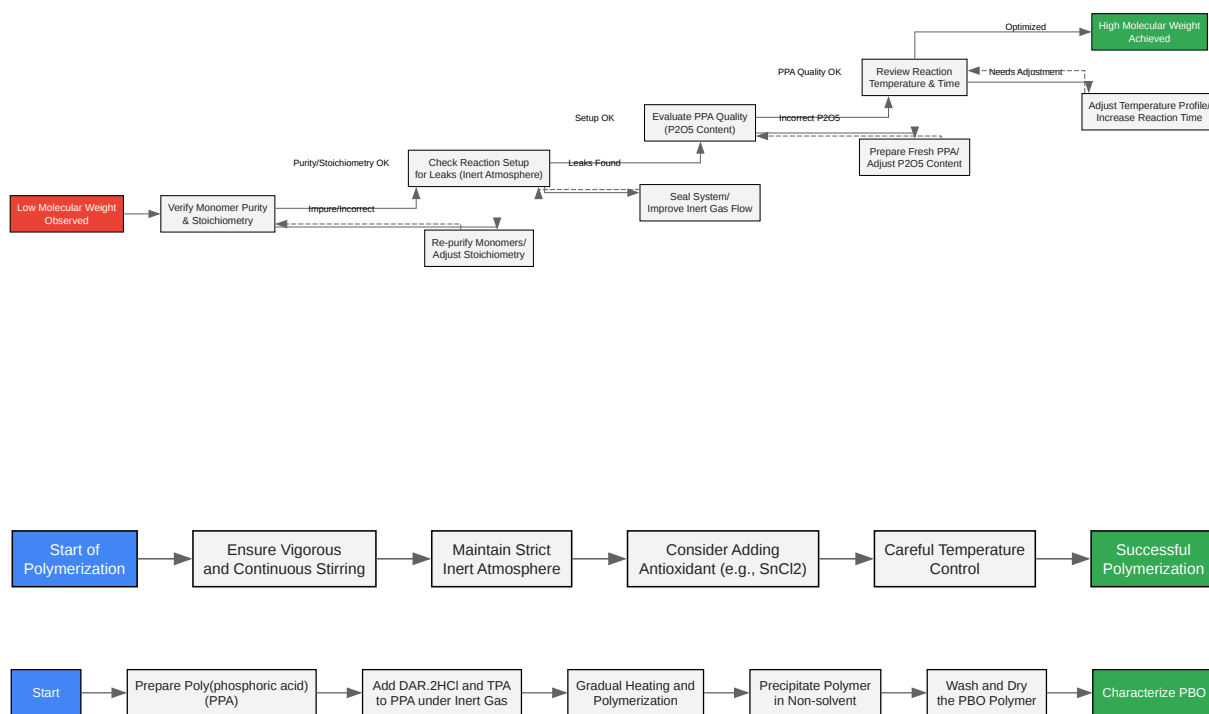 Optimized
High Molecular Weight
Achieved
PPA Quality OK
Review Reaction
Temperature & Time
Needs Adjustment
Adjust Temperature Profile/
Increase Reaction Time
Setup OK
Evaluate PPA Quality
(P2O5 Content)
Incorrect P2O5
Prepare Fresh PPA/
Adjust P2O5 Content
Purity/Stoichiometry OK
Check Reaction Setup
for Leaks (Inert Atmosphere)
Leaks Found
Seal System/
Improve Inert Gas Flow
Low Molecular Weight
Observed
Verify Monomer Purity
& Stoichiometry
Impure/Incorrect
Re-purify Monomers/
Adjust Stoichiometry
Start of
Polymerization
Ensure Vigorous
and Continuous Stirring
Maintain Strict
Inert Atmosphere
Consider Adding
Antioxidant (e.g., SnCl2)
Careful Temperature
Control
Successful
Polymerization
Start
Prepare Poly(phosphoric acid)
(PPA)
Add DAR.2HCl and TPA
to PPA under Inert Gas
Gradual Heating and
Polymerization
Precipitate Polymer
in Non-solvent
Wash and Dry
the PBO Polymer
Characterize PBO